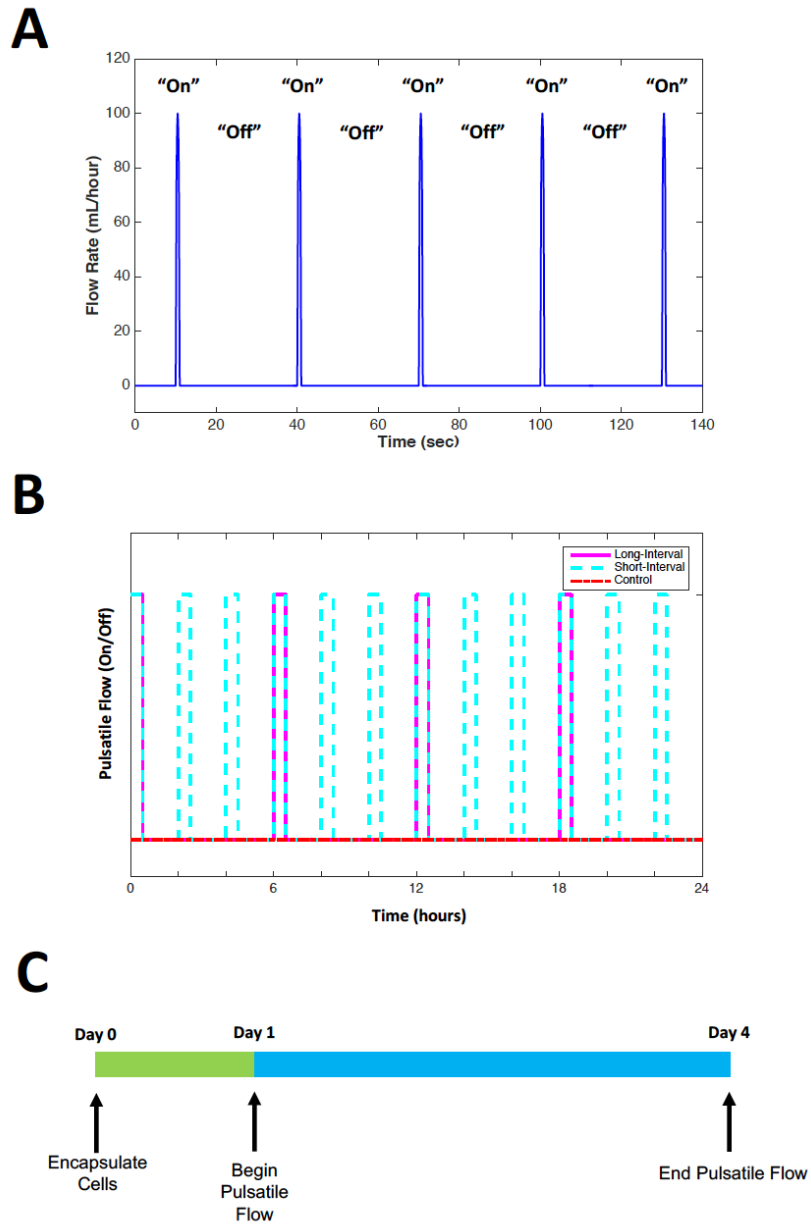 A
120
100
80
60
40
20
0
Flow Rate (mL/hour)
“On” “On” “On” “On” “On”
“Off” “Off” “Off” “Off”
0 20 40 60 80 100 120 140
Time (sec)
B
Pulsatile Flow (On/Off)
Long-Interval
Short-Interval
Control
0 6 12 18 24
Time (hours)
C
Day 0 Day 1 Day 4
Encapsulate
Cells
Begin
Pulsatile
Flow
End Pulsatile Flow